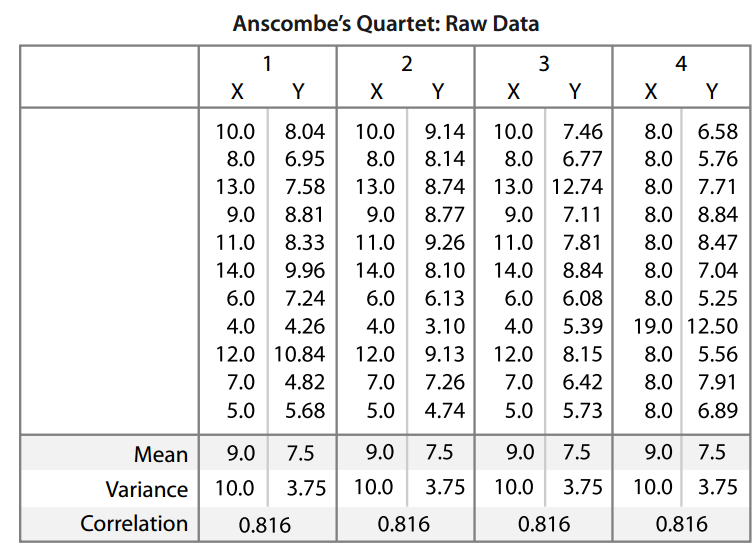 Anscombe’s Quartet: Raw Data
1 2 3 4
X Y X Y X Y X Y
10.0 8.04 10.0 9.14 10.0 7.46 8.0 6.58
8.0 6.95 8.0 8.14 8.0 6.77 8.0 5.76
13.0 7.58 13.0 8.74 13.0 12.74 8.0 7.71
9.0 8.81 9.0 8.77 9.0 7.11 8.0 8.84
11.0 8.33 11.0 9.26 11.0 7.81 8.0 8.47
14.0 9.96 14.0 8.10 14.0 8.84 8.0 7.04
6.0 7.24 6.0 6.13 6.0 6.08 8.0 5.25
4.0 4.26 4.0 3.10 4.0 5.39 19.0 12.50
12.0 10.84 12.0 9.13 12.0 8.15 8.0 5.56
7.0 4.82 7.0 7.26 7.0 6.42 8.0 7.91
5.0 5.68 5.0 4.74 5.0 5.73 8.0 6.89
Mean 9.0 7.5 9.0 7.5 9.0 7.5 9.0 7.5
Variance 10.0 3.75 10.0 3.75 10.0 3.75 10.0 3.75
Correlation 0.816 0.816 0.816 0.816